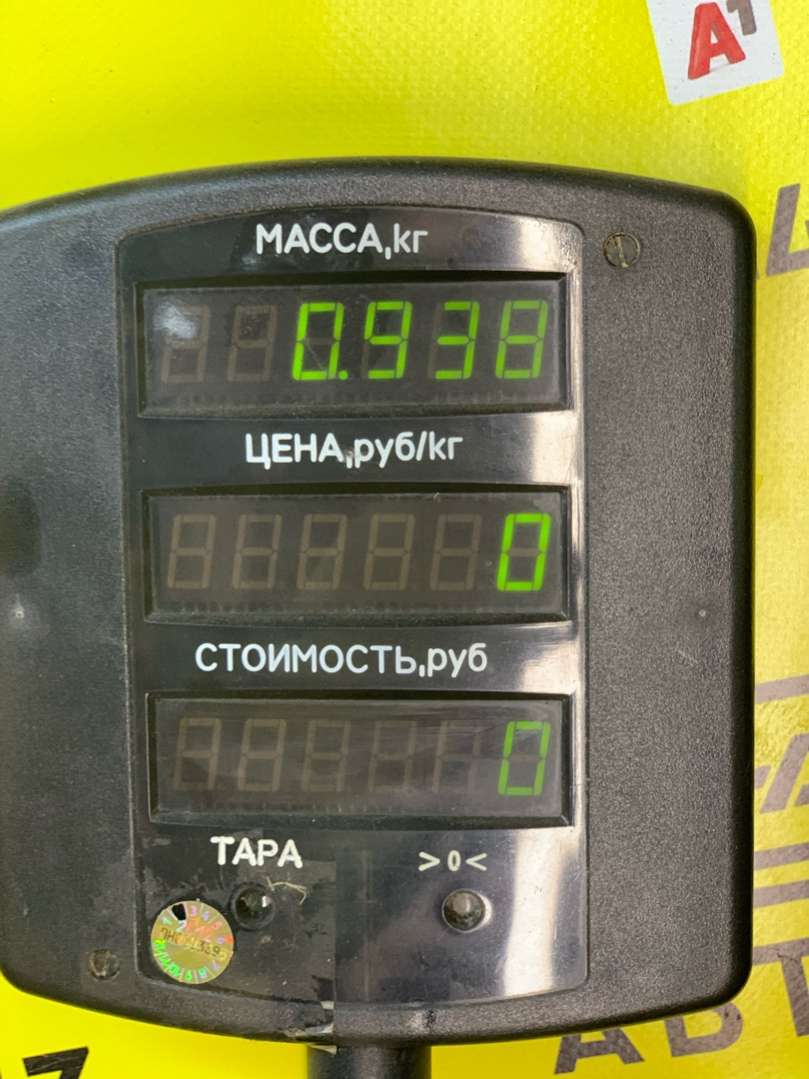 A1
МАССА,кг
0.938
ЦЕНА,руб/кг
0
СТОИМОСТЬ,руб
0
ТАРА >0<